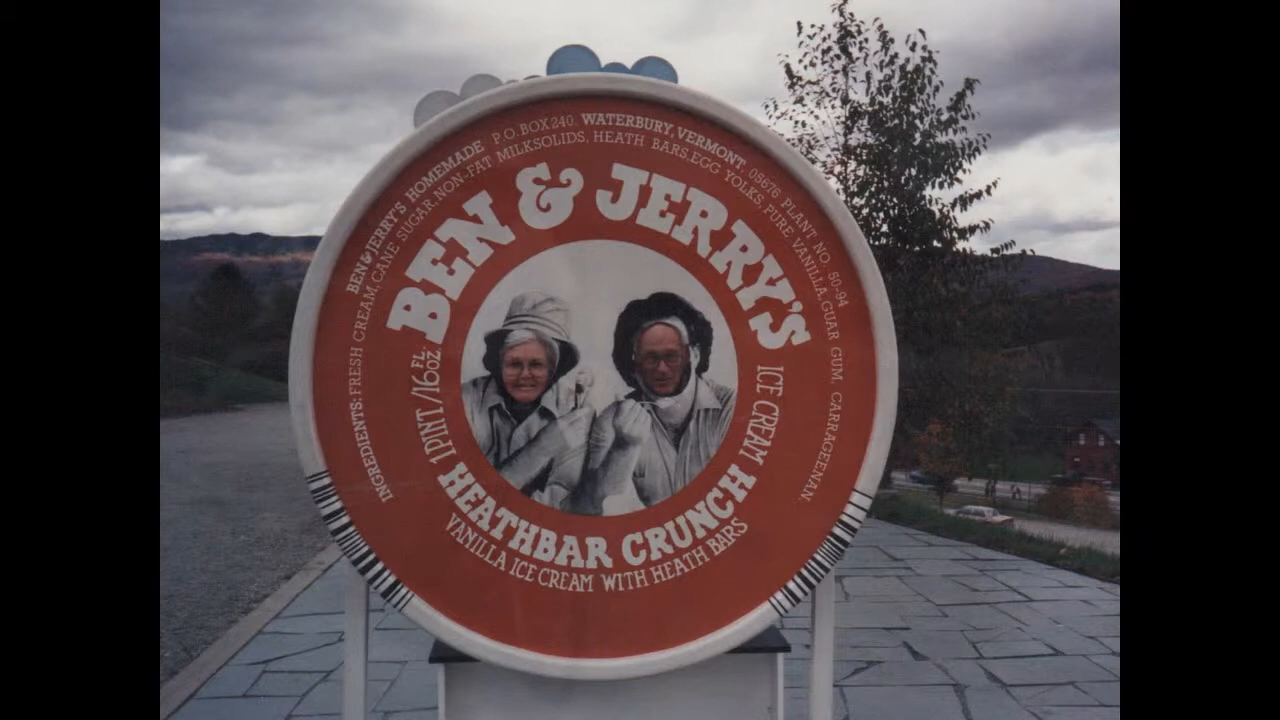 BEN & JERRY'S HOMEMADE P.O. BOX 240, WATERBURY, VERMONT, 05676 PLANT NO. 50-94
INGREDIENTS: FRESH CREAM, CANE SUGAR, NON-FAT MILKSOLIDS, HEATH BARS, EGG YOLKS, PURE VANILLA, GUAR GUM, CARRAGEENAN.
BEN & JERRY'S
1 PINT/16 FL. OZ.
ICE CREAM
HEATHBAR CRUNCH
VANILLA ICE CREAM WITH HEATH BARS